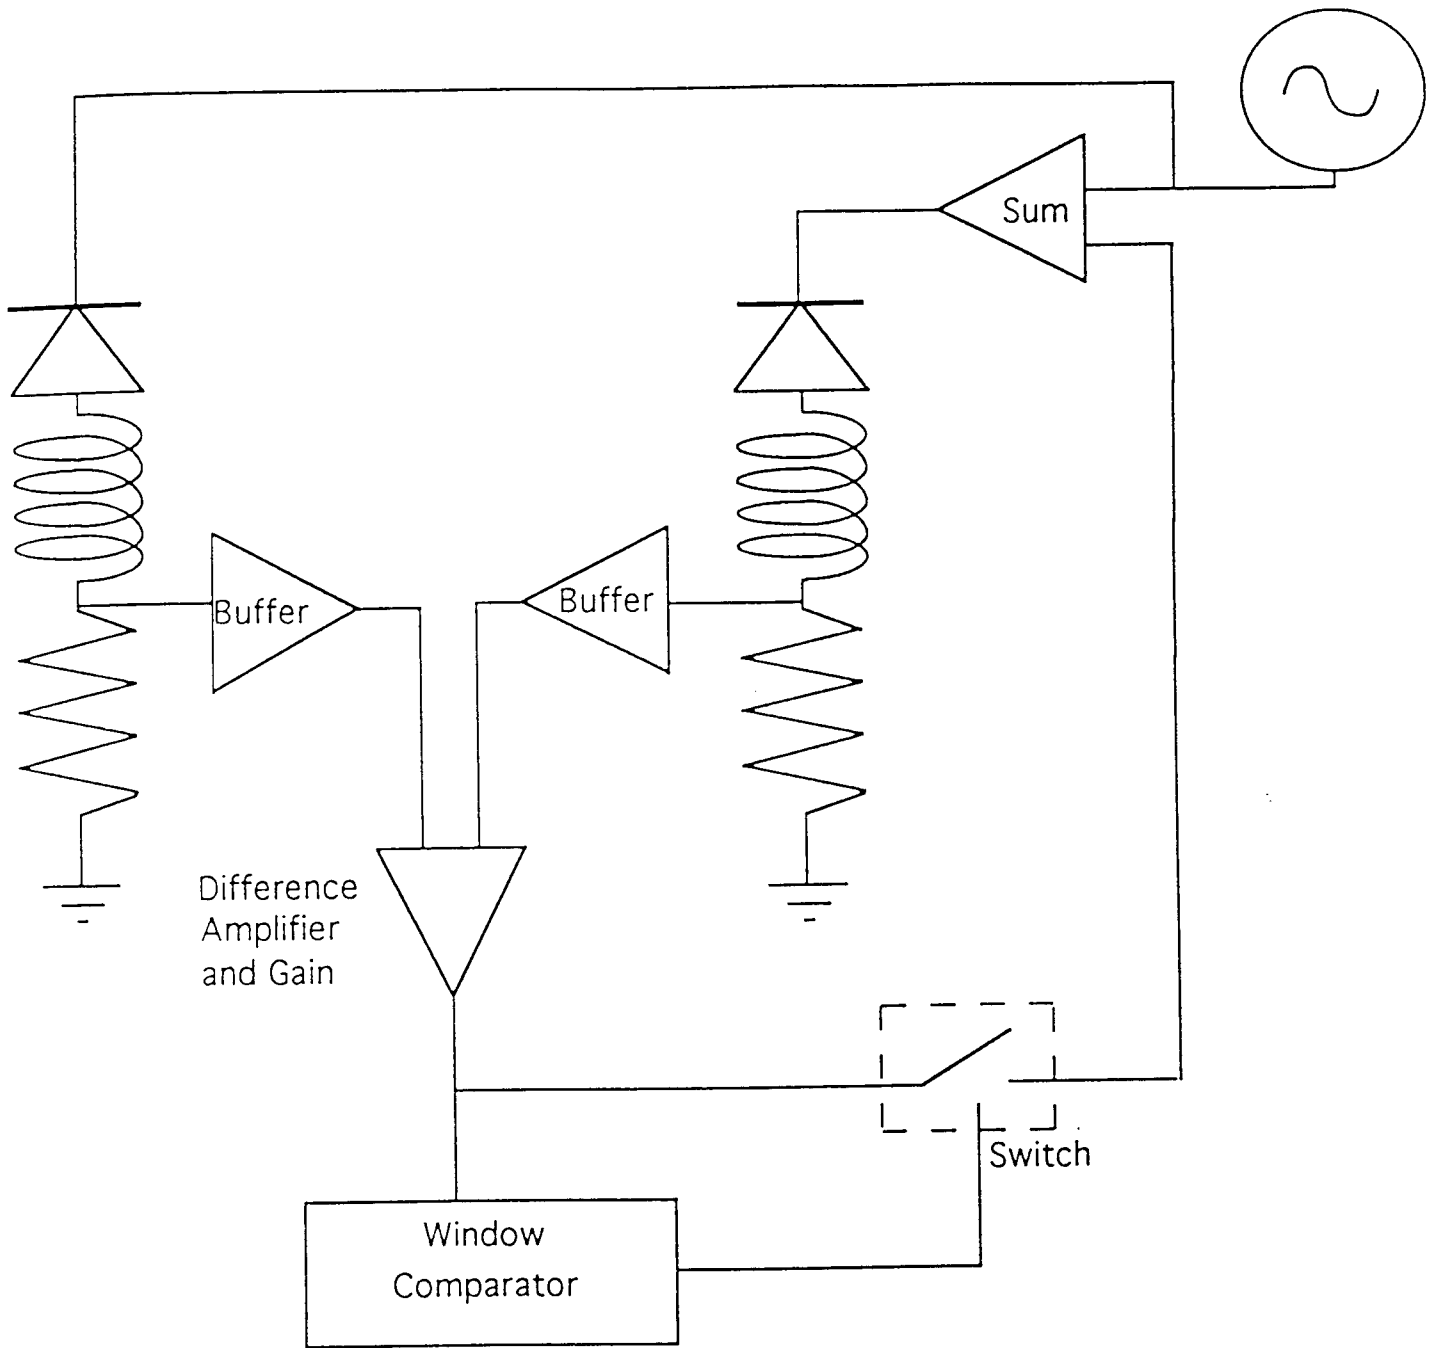 Sum
Buffer
Buffer
Difference
Amplifier
and Gain
Switch
Window
Comparator